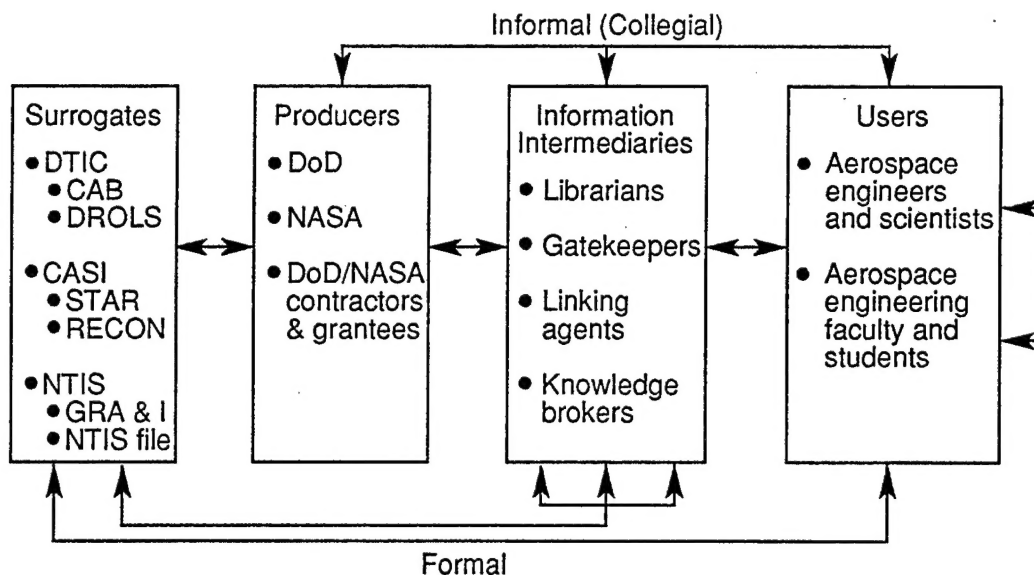 Informal (Collegial)
Surrogates
● DTIC
● CAB
● DROLS
● CASI
● STAR
● RECON
● NTIS
● GRA & I
● NTIS file
Producers
● DoD
● NASA
● DoD/NASA
contractors
& grantees
Information
Intermediaries
● Librarians
● Gatekeepers
● Linking
agents
● Knowledge
brokers
Users
● Aerospace
engineers
and scientists
● Aerospace
engineering
faculty and
students
Formal